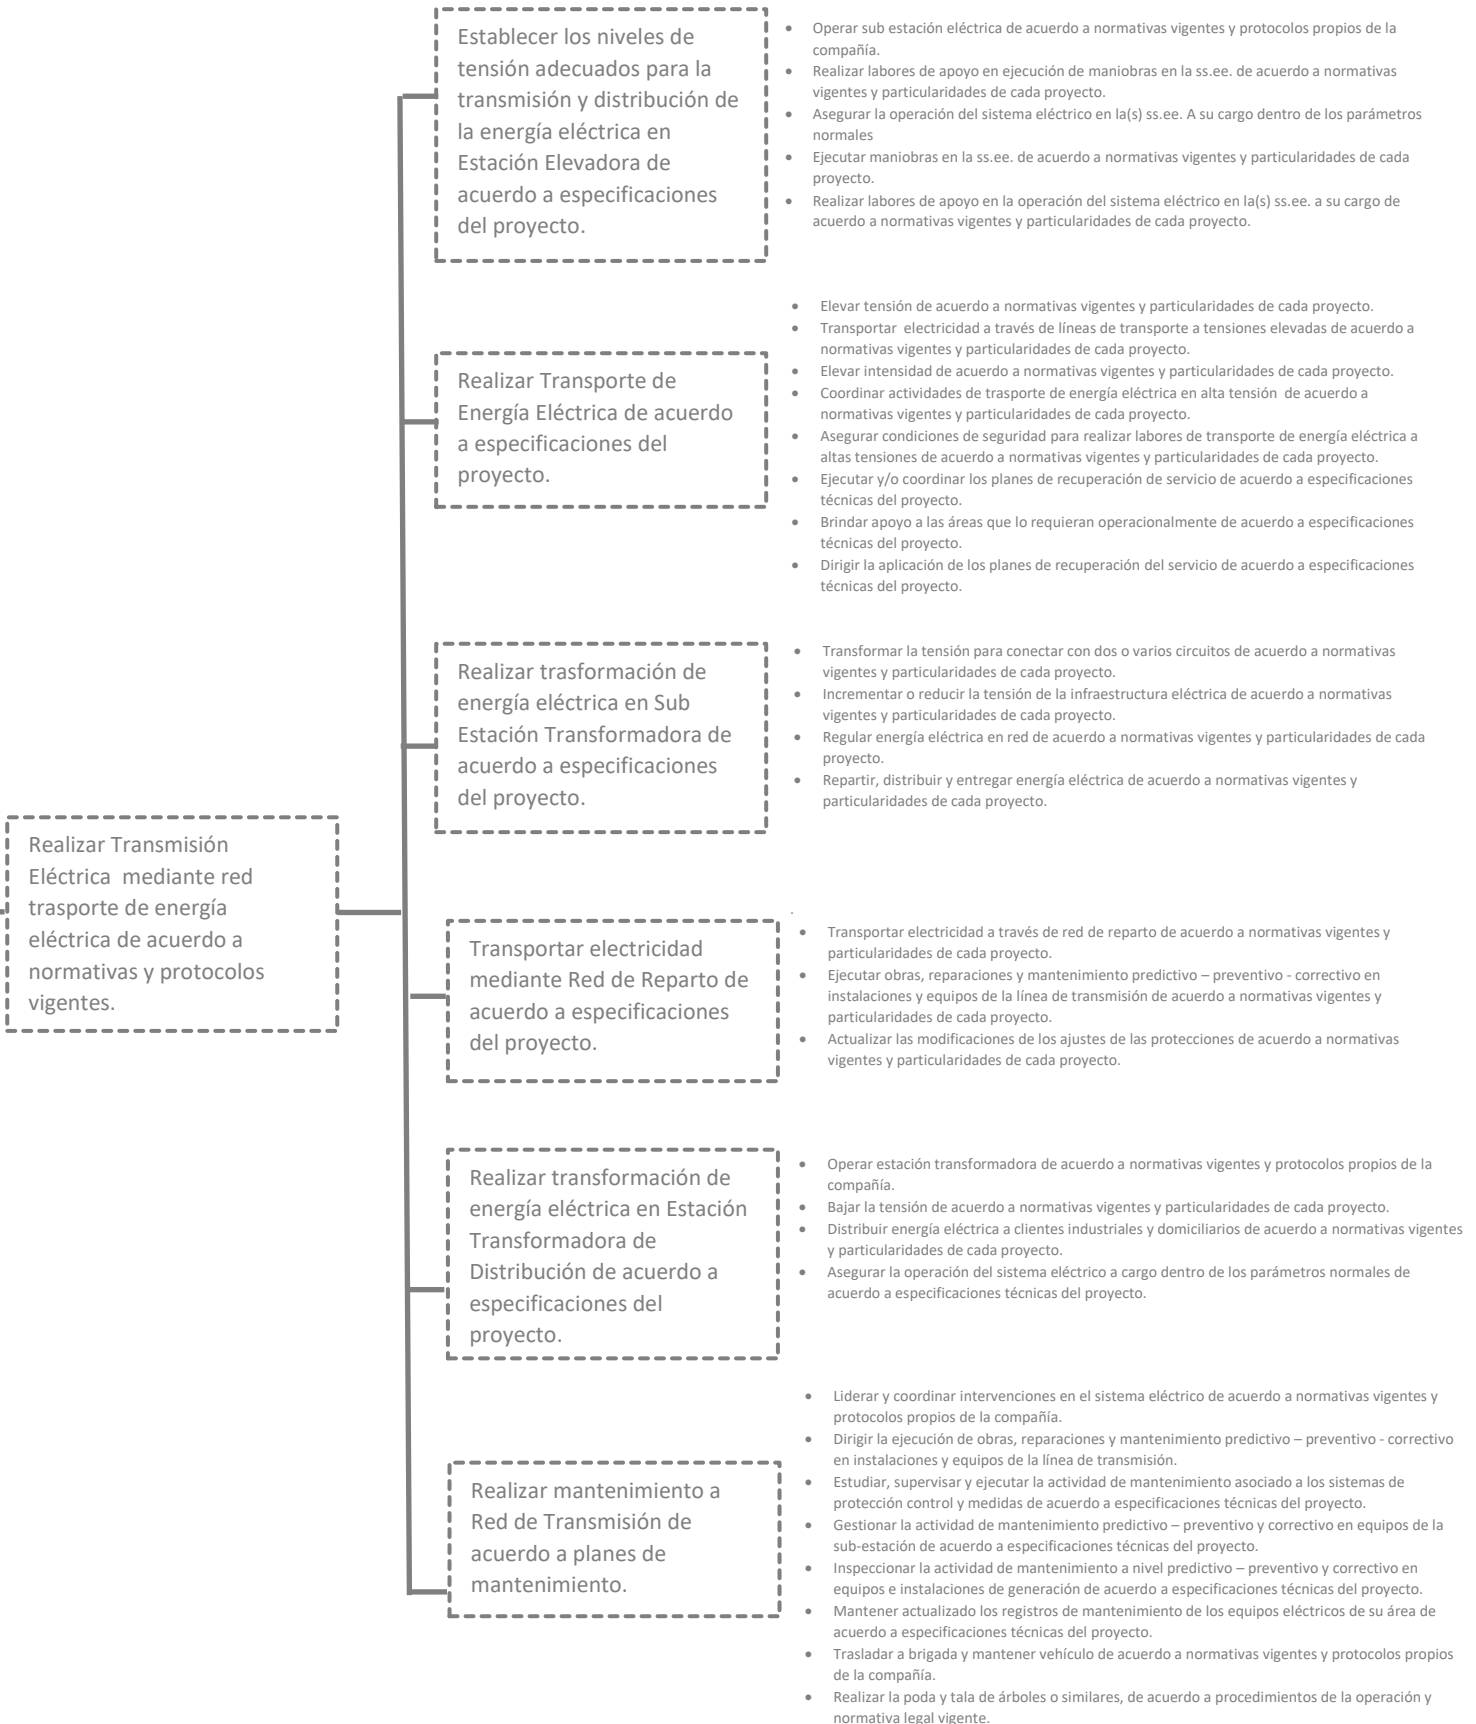 Establecer los niveles de
tensión adecuados para la
transmisión y distribución de
la energía eléctrica en
Estación Elevadora de
acuerdo a especificaciones
del proyecto.
• Operar sub estación eléctrica de acuerdo a normativas vigentes y protocolos propios de la
compañía.
• Realizar labores de apoyo en ejecución de maniobras en la ss.ee. de acuerdo a normativas
vigentes y particularidades de cada proyecto.
• Asegurar la operación del sistema eléctrico en la(s) ss.ee. A su cargo dentro de los parámetros
normales
• Ejecutar maniobras en la ss.ee. de acuerdo a normativas vigentes y particularidades de cada
proyecto.
• Realizar labores de apoyo en la operación del sistema eléctrico en la(s) ss.ee. a su cargo de
acuerdo a normativas vigentes y particularidades de cada proyecto.
Realizar Transporte de
Energía Eléctrica de acuerdo
a especificaciones del
proyecto.
• Elevar tensión de acuerdo a normativas vigentes y particularidades de cada proyecto.
• Transportar  electricidad a través de líneas de transporte a tensiones elevadas de acuerdo a
normativas vigentes y particularidades de cada proyecto.
• Elevar intensidad de acuerdo a normativas vigentes y particularidades de cada proyecto.
• Coordinar actividades de trasporte de energía eléctrica en alta tensión  de acuerdo a
normativas vigentes y particularidades de cada proyecto.
• Asegurar condiciones de seguridad para realizar labores de transporte de energía eléctrica a
altas tensiones de acuerdo a normativas vigentes y particularidades de cada proyecto.
• Ejecutar y/o coordinar los planes de recuperación de servicio de acuerdo a especificaciones
técnicas del proyecto.
• Brindar apoyo a las áreas que lo requieran operacionalmente de acuerdo a especificaciones
técnicas del proyecto.
• Dirigir la aplicación de los planes de recuperación del servicio de acuerdo a especificaciones
técnicas del proyecto.
Realizar trasformación de
energía eléctrica en Sub
Estación Transformadora de
acuerdo a especificaciones
del proyecto.
• Transformar la tensión para conectar con dos o varios circuitos de acuerdo a normativas
vigentes y particularidades de cada proyecto.
• Incrementar o reducir la tensión de la infraestructura eléctrica de acuerdo a normativas
vigentes y particularidades de cada proyecto.
• Regular energía eléctrica en red de acuerdo a normativas vigentes y particularidades de cada
proyecto.
• Repartir, distribuir y entregar energía eléctrica de acuerdo a normativas vigentes y
particularidades de cada proyecto.
Realizar Transmisión
Eléctrica  mediante red
trasporte de energía
eléctrica de acuerdo a
normativas y protocolos
vigentes.
Transportar electricidad
mediante Red de Reparto de
acuerdo a especificaciones
del proyecto.
.
• Transportar electricidad a través de red de reparto de acuerdo a normativas vigentes y
particularidades de cada proyecto.
• Ejecutar obras, reparaciones y mantenimiento predictivo – preventivo - correctivo en
instalaciones y equipos de la línea de transmisión de acuerdo a normativas vigentes y
particularidades de cada proyecto.
• Actualizar las modificaciones de los ajustes de las protecciones de acuerdo a normativas
vigentes y particularidades de cada proyecto.
Realizar transformación de
energía eléctrica en Estación
Transformadora de
Distribución de acuerdo a
especificaciones del
proyecto.
• Operar estación transformadora de acuerdo a normativas vigentes y protocolos propios de la
compañía.
• Bajar la tensión de acuerdo a normativas vigentes y particularidades de cada proyecto.
• Distribuir energía eléctrica a clientes industriales y domiciliarios de acuerdo a normativas vigentes
y particularidades de cada proyecto.
• Asegurar la operación del sistema eléctrico a cargo dentro de los parámetros normales de
acuerdo a especificaciones técnicas del proyecto.
Realizar mantenimiento a
Red de Transmisión de
acuerdo a planes de
mantenimiento.
• Liderar y coordinar intervenciones en el sistema eléctrico de acuerdo a normativas vigentes y
protocolos propios de la compañía.
• Dirigir la ejecución de obras, reparaciones y mantenimiento predictivo – preventivo - correctivo
en instalaciones y equipos de la línea de transmisión.
• Estudiar, supervisar y ejecutar la actividad de mantenimiento asociado a los sistemas de
protección control y medidas de acuerdo a especificaciones técnicas del proyecto.
• Gestionar la actividad de mantenimiento predictivo – preventivo y correctivo en equipos de la
sub-estación de acuerdo a especificaciones técnicas del proyecto.
• Inspeccionar la actividad de mantenimiento a nivel predictivo – preventivo y correctivo en
equipos e instalaciones de generación de acuerdo a especificaciones técnicas del proyecto.
• Mantener actualizado los registros de mantenimiento de los equipos eléctricos de su área de
acuerdo a especificaciones técnicas del proyecto.
• Trasladar a brigada y mantener vehículo de acuerdo a normativas vigentes y protocolos propios
de la compañía.
• Realizar la poda y tala de árboles o similares, de acuerdo a procedimientos de la operación y
normativa legal vigente.